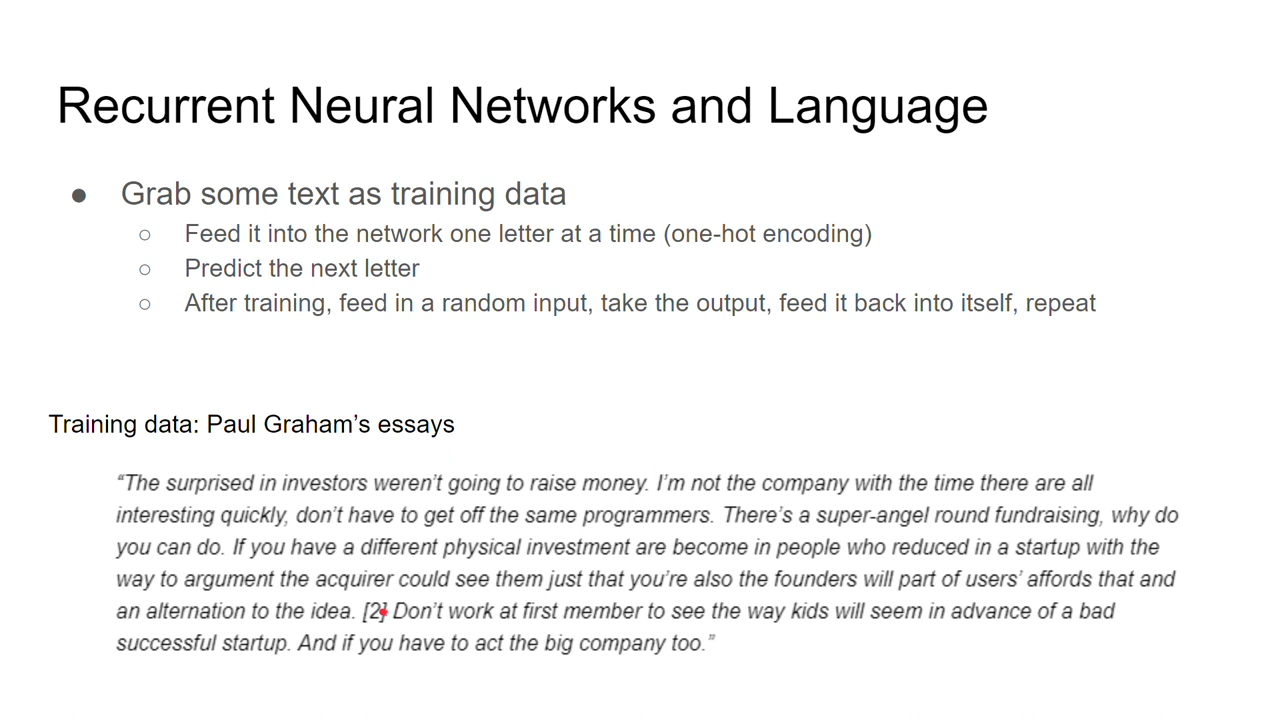 Recurrent Neural Networks and Language
● Grab some text as training data
○ Feed it into the network one letter at a time (one-hot encoding)
○ Predict the next letter
○ After training, feed in a random input, take the output, feed it back into itself, repeat
Training data: Paul Graham’s essays
“The surprised in investors weren’t going to raise money. I’m not the company with the time there are all
interesting quickly, don’t have to get off the same programmers. There’s a super-angel round fundraising, why do
you can do. If you have a different physical investment are become in people who reduced in a startup with the
way to argument the acquirer could see them just that you’re also the founders will part of users’ affords that and
an alternation to the idea. [2] Don’t work at first member to see the way kids will seem in advance of a bad
successful startup. And if you have to act the big company too.”